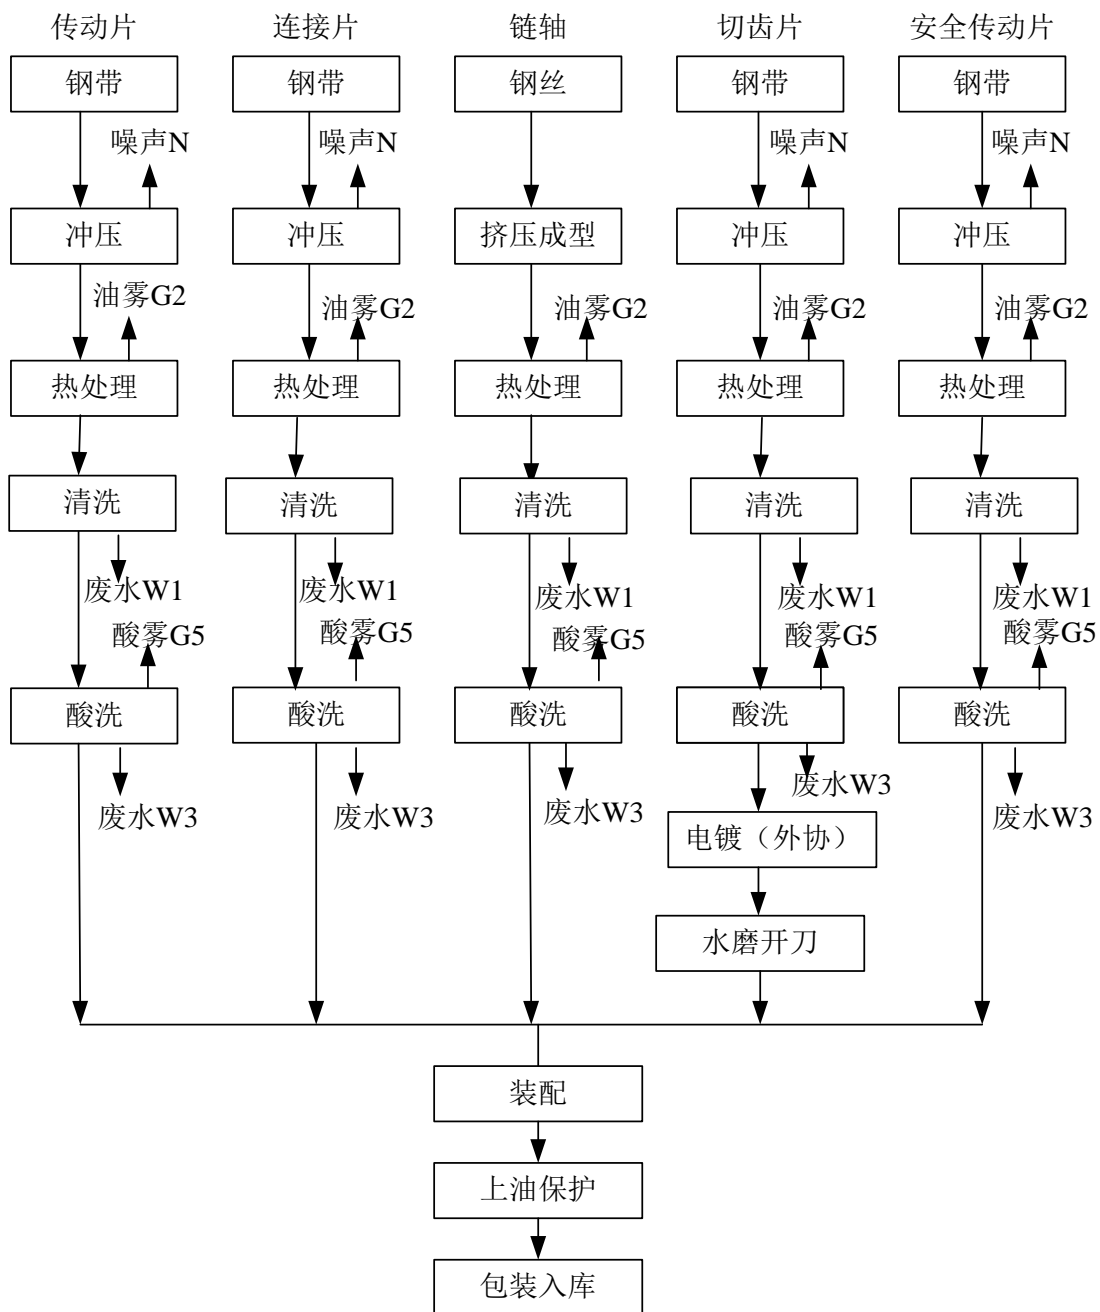 传动片 连接片 链轴 切齿片 安全传动片
钢带 钢带 钢丝 钢带 钢带
噪声N 噪声N 噪声N 噪声N
冲压 冲压 挤压成型 冲压 冲压
油雾G2 油雾G2 油雾G2 油雾G2 油雾G2
热处理 热处理 热处理 热处理 热处理
清洗 清洗 清洗 清洗 清洗
废水W1 废水W1 废水W1 废水W1 废水W1
酸雾G5 酸雾G5 酸雾G5 酸雾G5 酸雾G5
酸洗 酸洗 酸洗 酸洗 酸洗
废水W3 废水W3 废水W3 废水W3 废水W3
电镀（外协）
水磨开刀
装配
上油保护
包装入库